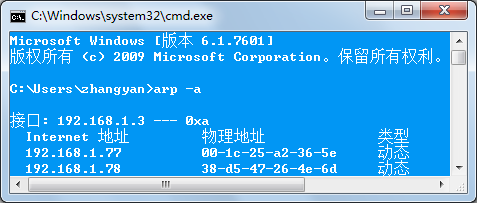 C:\Windows\system32\cmd.exe
Microsoft Windows [版本 6.1.7601]
版权所有 (c) 2009 Microsoft Corporation。保留所有权利。
C:\Users\zhangyan>arp -a
接口: 192.168.1.3 --- 0xa
Internet 地址 物理地址 类型
192.168.1.77 00-1c-25-a2-36-5e 动态
192.168.1.78 38-d5-47-26-4e-6d 动态